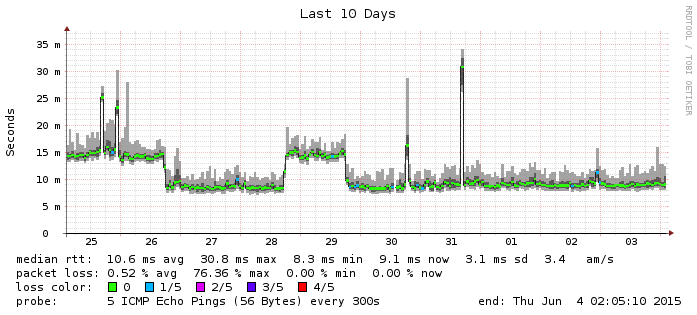 Last 10 Days
RRDTOOL / TOBI OETIKER
Seconds
35 m
30 m
25 m
20 m
15 m
10 m
5 m
0
25 26 27 28 29 30 31 01 02 03
median rtt: 10.6 ms avg 30.8 ms max 8.3 ms min 9.1 ms now 3.1 ms sd 3.4 am/s
packet loss: 0.52 % avg 76.36 % max 0.00 % min 0.00 % now
loss color: 0 1/5 2/5 3/5 4/5
probe: 5 ICMP Echo Pings (56 Bytes) every 300s end: Thu Jun 4 02:05:10 2015